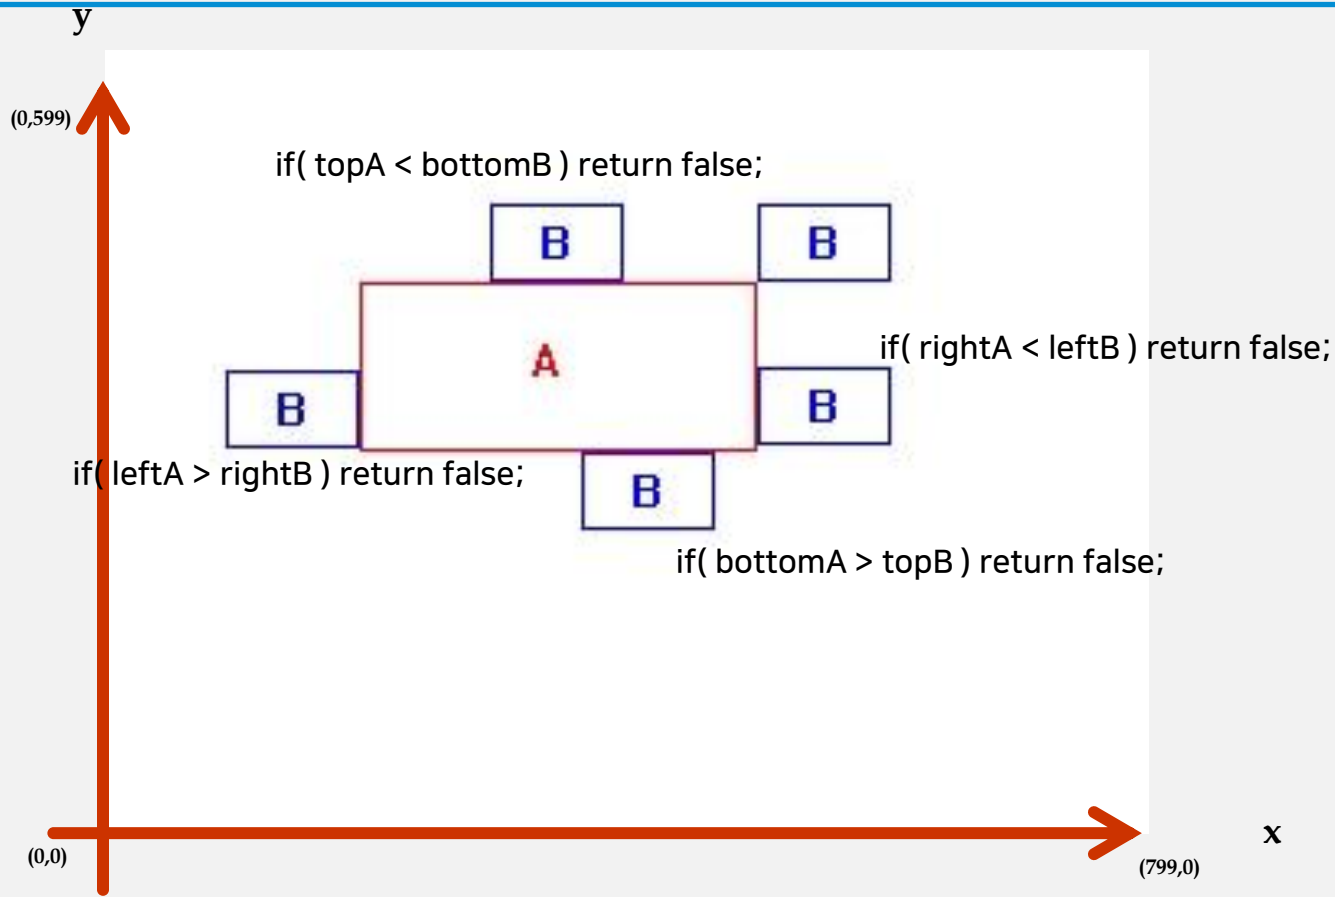 y
(0,599)
if( topA < bottomB ) return false;
B
B
A
if( rightA < leftB ) return false;
B
B
if( leftA > rightB ) return false;
B
if( bottomA > topB ) return false;
x
(0,0)
(799,0)